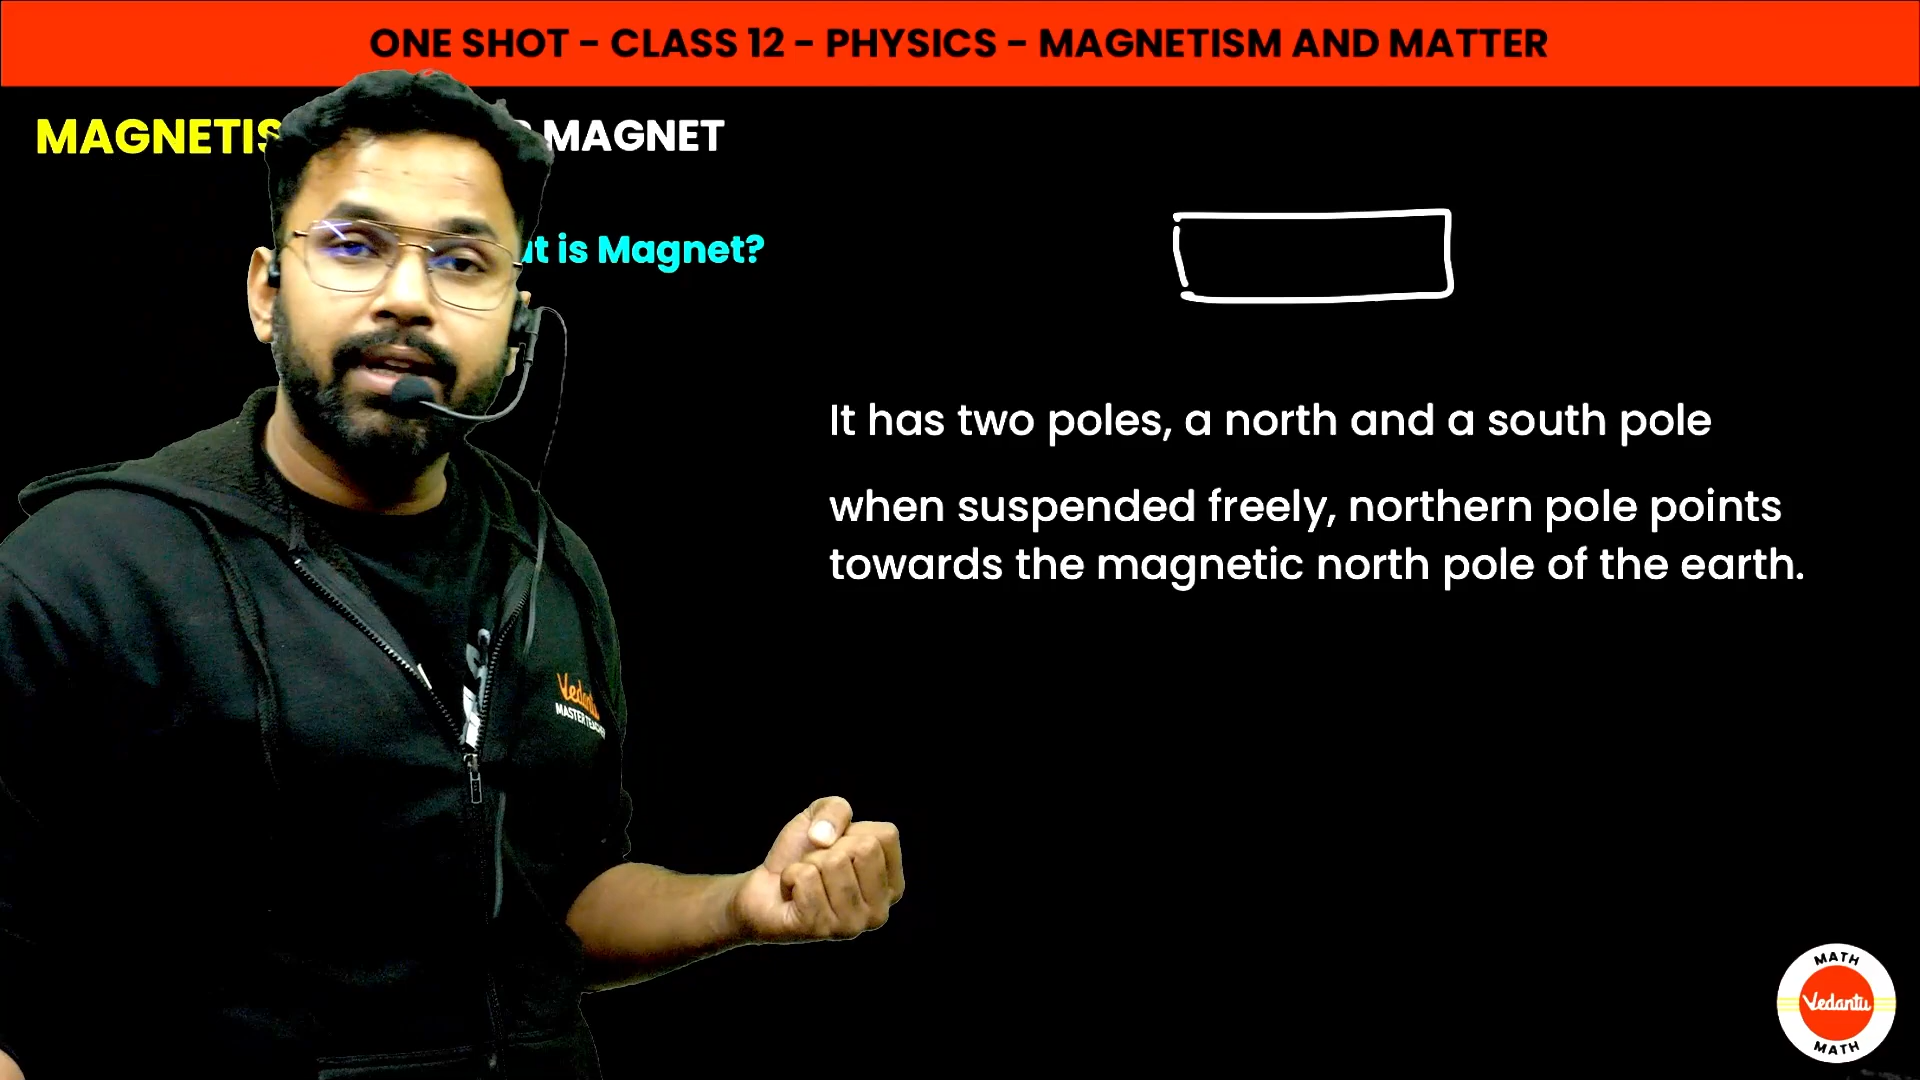 ONE SHOT - CLASS 12 - PHYSICS - MAGNETISM AND MATTER
MAGNET
is Magnet?
It has two poles, a north and a south pole
when suspended freely, northern pole points
towards the magnetic north pole of the earth.
Vedantu
MASTER TEACHER
MATH
Vedantu
MATH